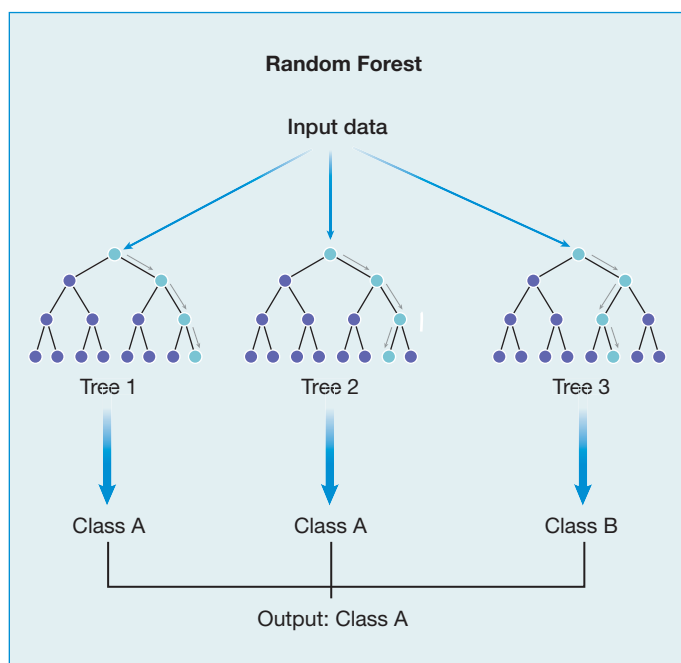 Random Forest
Input data
Tree 1
Tree 2
Tree 3
Class A
Class A
Class B
Output: Class A